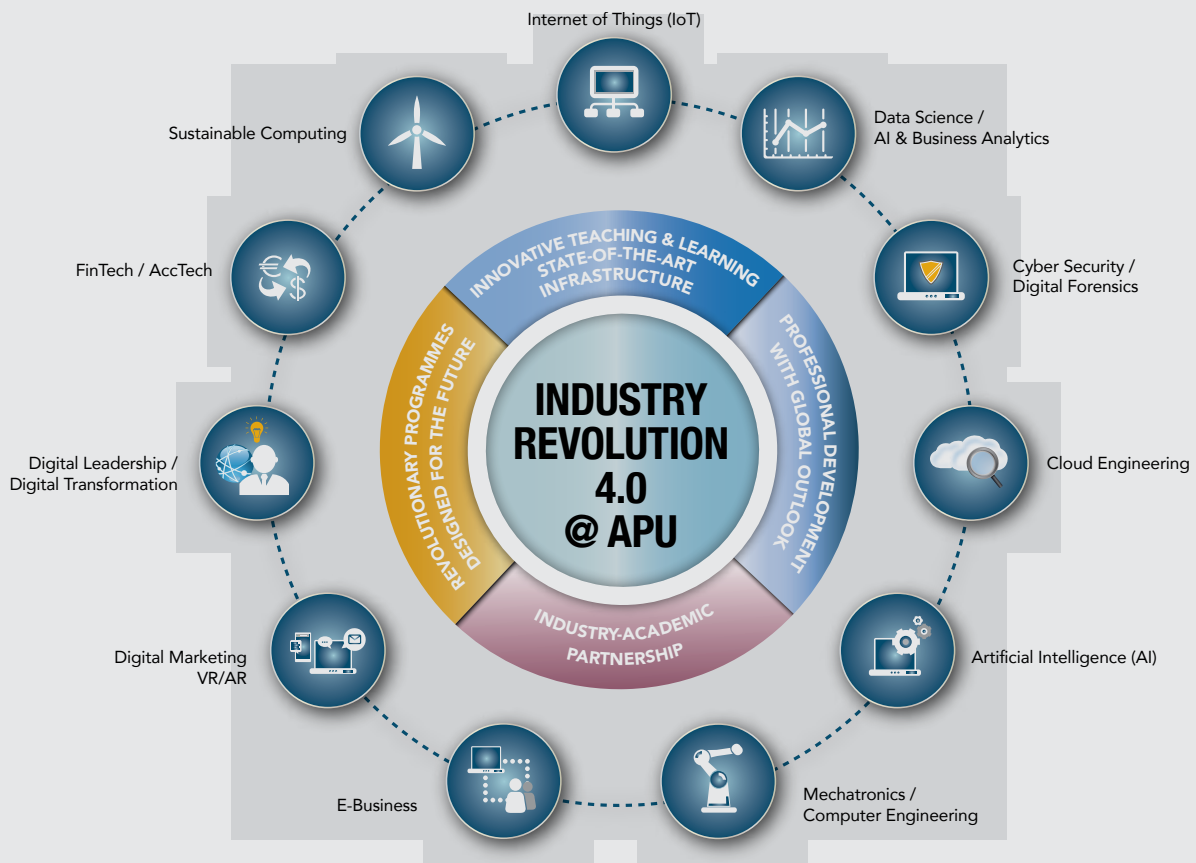 Internet of Things (IoT)
Data Science /
AI & Business Analytics
Cyber Security /
Digital Forensics
Cloud Engineering
Artificial Intelligence (AI)
Mechatronics /
Computer Engineering
E-Business
Digital Marketing
VR/AR
Digital Leadership /
Digital Transformation
FinTech / AccTech
Sustainable Computing
INNOVATIVE TEACHING & LEARNING
STATE-OF-THE-ART
INFRASTRUCTURE
PROFESSIONAL DEVELOPMENT
WITH GLOBAL OUTLOOK
INDUSTRY-ACADEMIC
PARTNERSHIP
REVOLUTIONARY PROGRAMMES
DESIGNED FOR THE FUTURE
INDUSTRY
REVOLUTION
4.0
@ APU